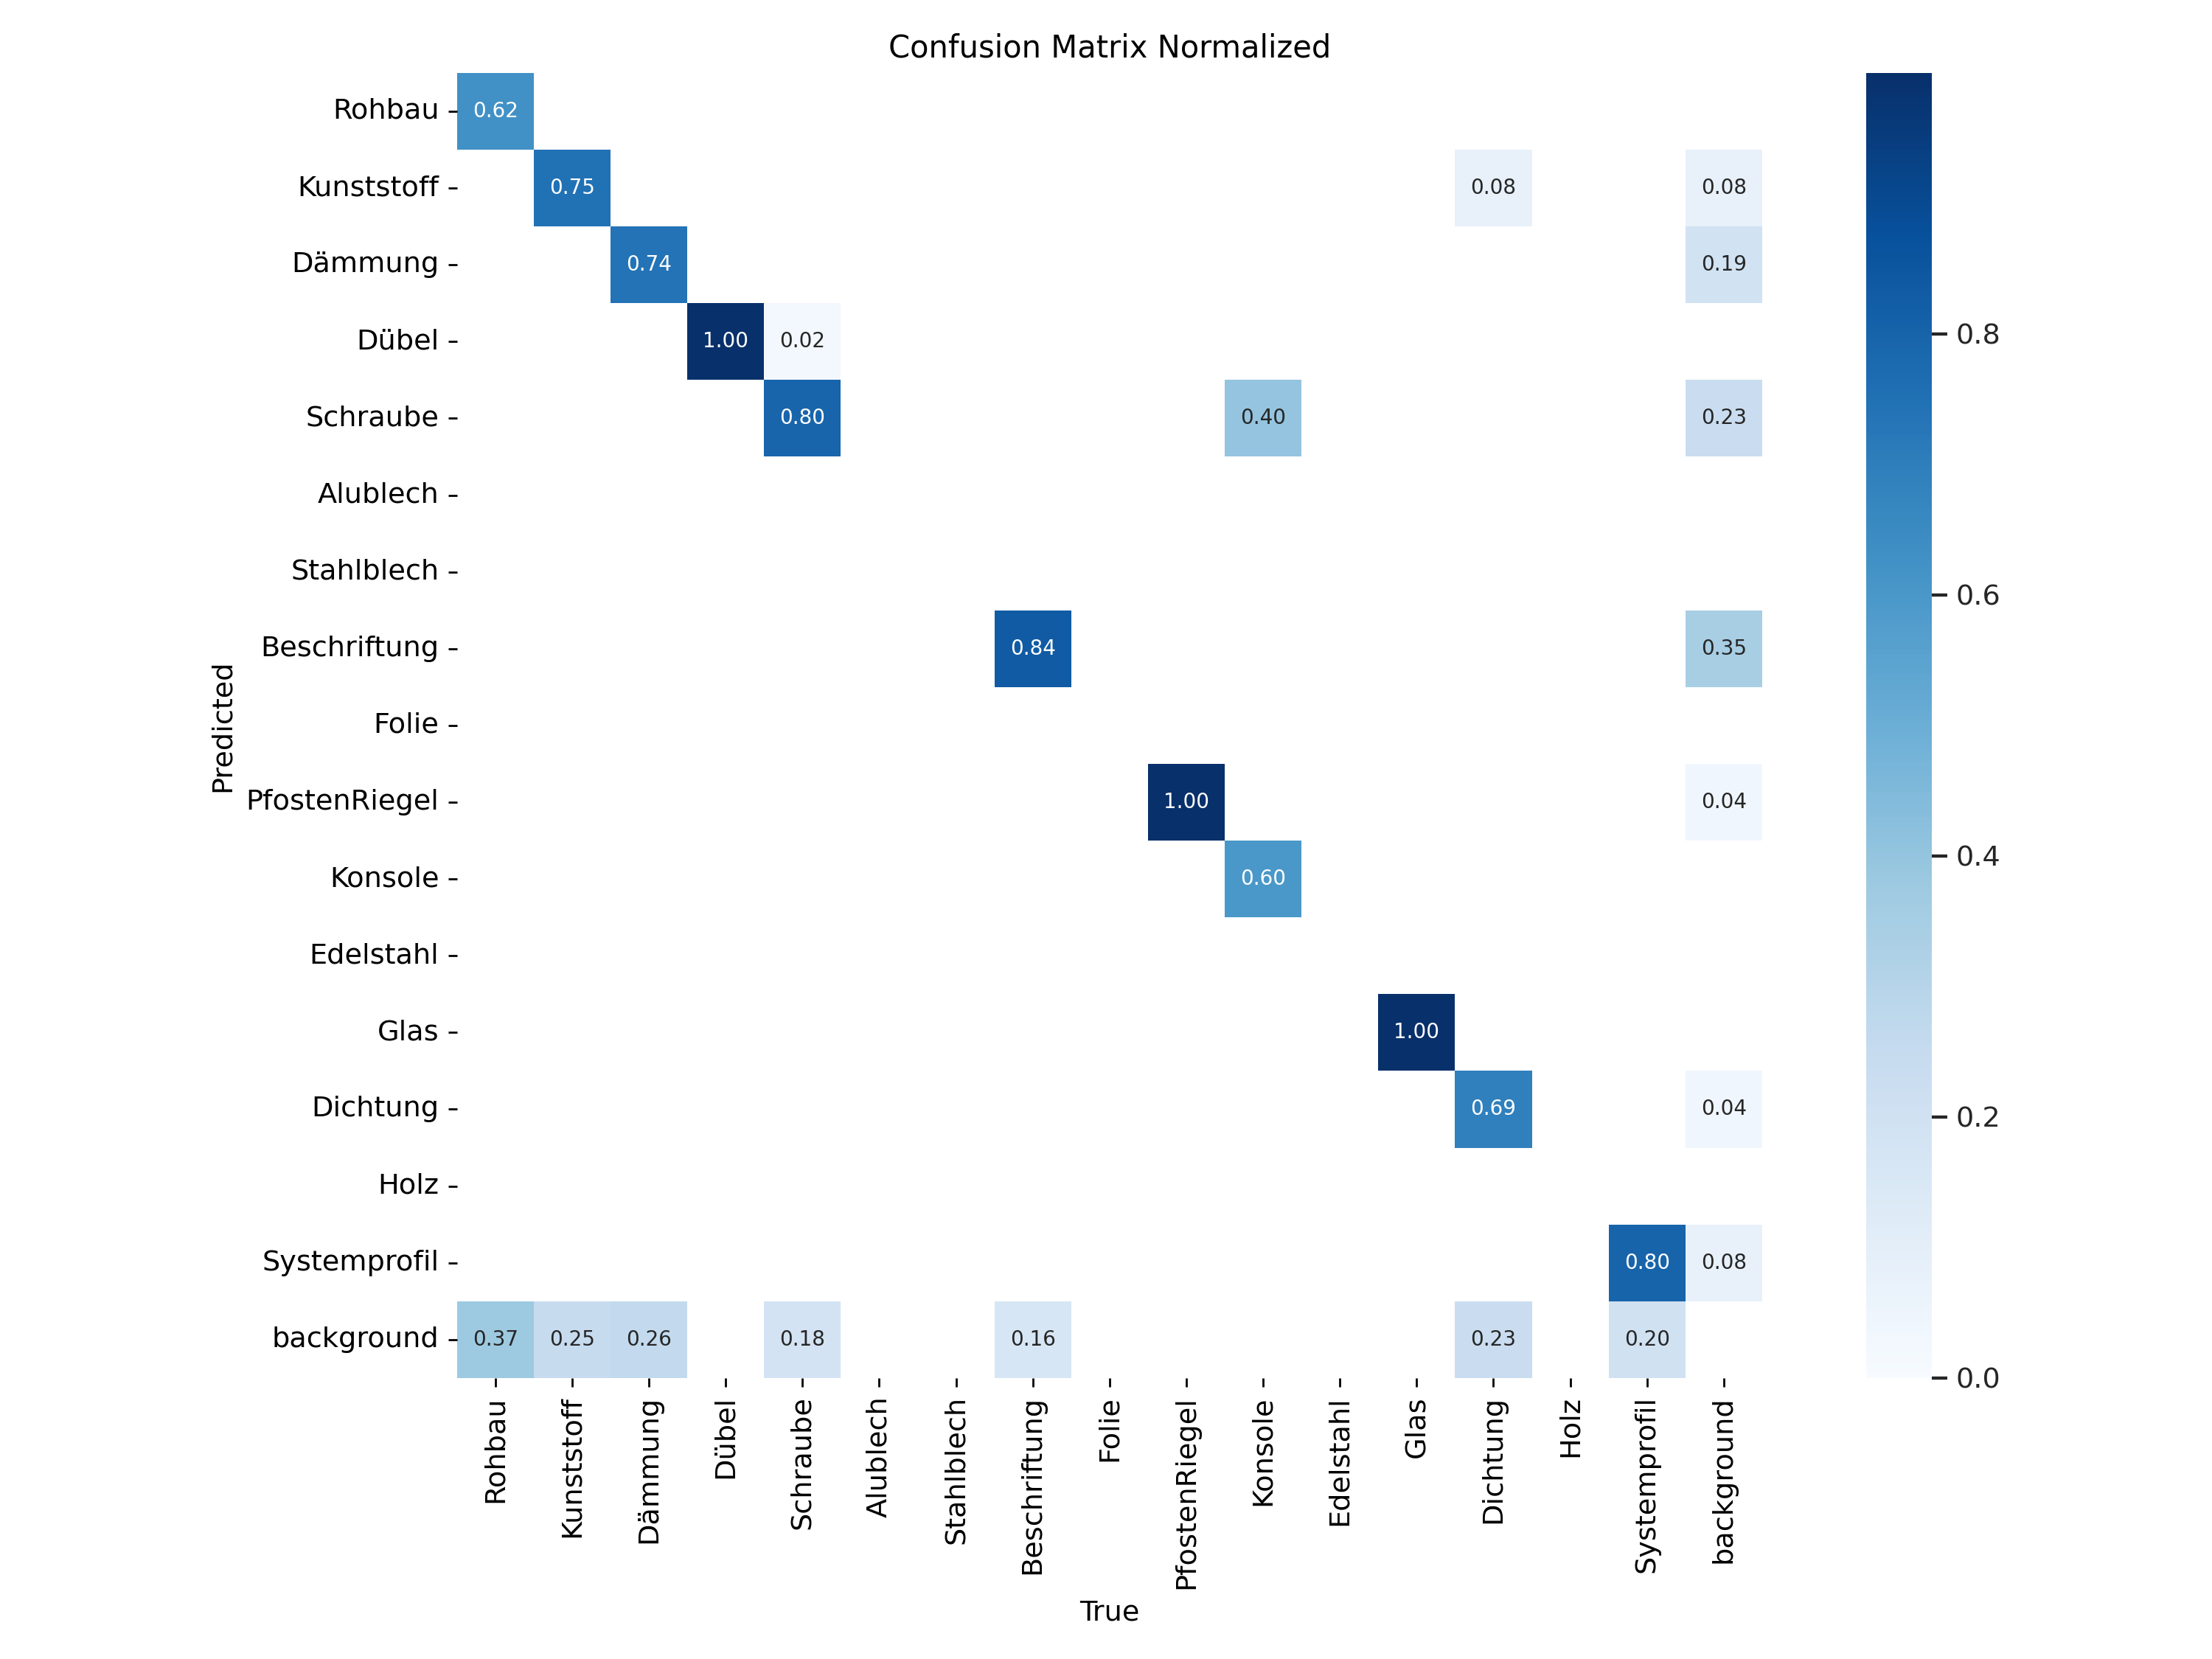 Confusion Matrix Normalized
Rohbau
0.62
Kunststoff
0.75
0.08
0.08
Dämmung
0.74
0.19
Dübel
1.00
0.02
0.8
Schraube
0.80
0.40
0.23
Alublech
Stahlblech
0.6
Beschriftung
0.84
0.35
Predicted
Folie
PfostenRiegel
1.00
0.04
0.4
Konsole
0.60
Edelstahl
Glas
1.00
Dichtung
0.69
0.04
0.2
Holz
Systemprofil
0.80
0.08
background
0.37
0.25
0.26
0.18
0.16
0.23
0.20
0.0
Rohbau
Kunststoff
Dämmung
Dübel
Schraube
Alublech
Stahlblech
Beschriftung
Folie
PfostenRiegel
Konsole
Edelstahl
Glas
Dichtung
Holz
Systemprofil
background
True